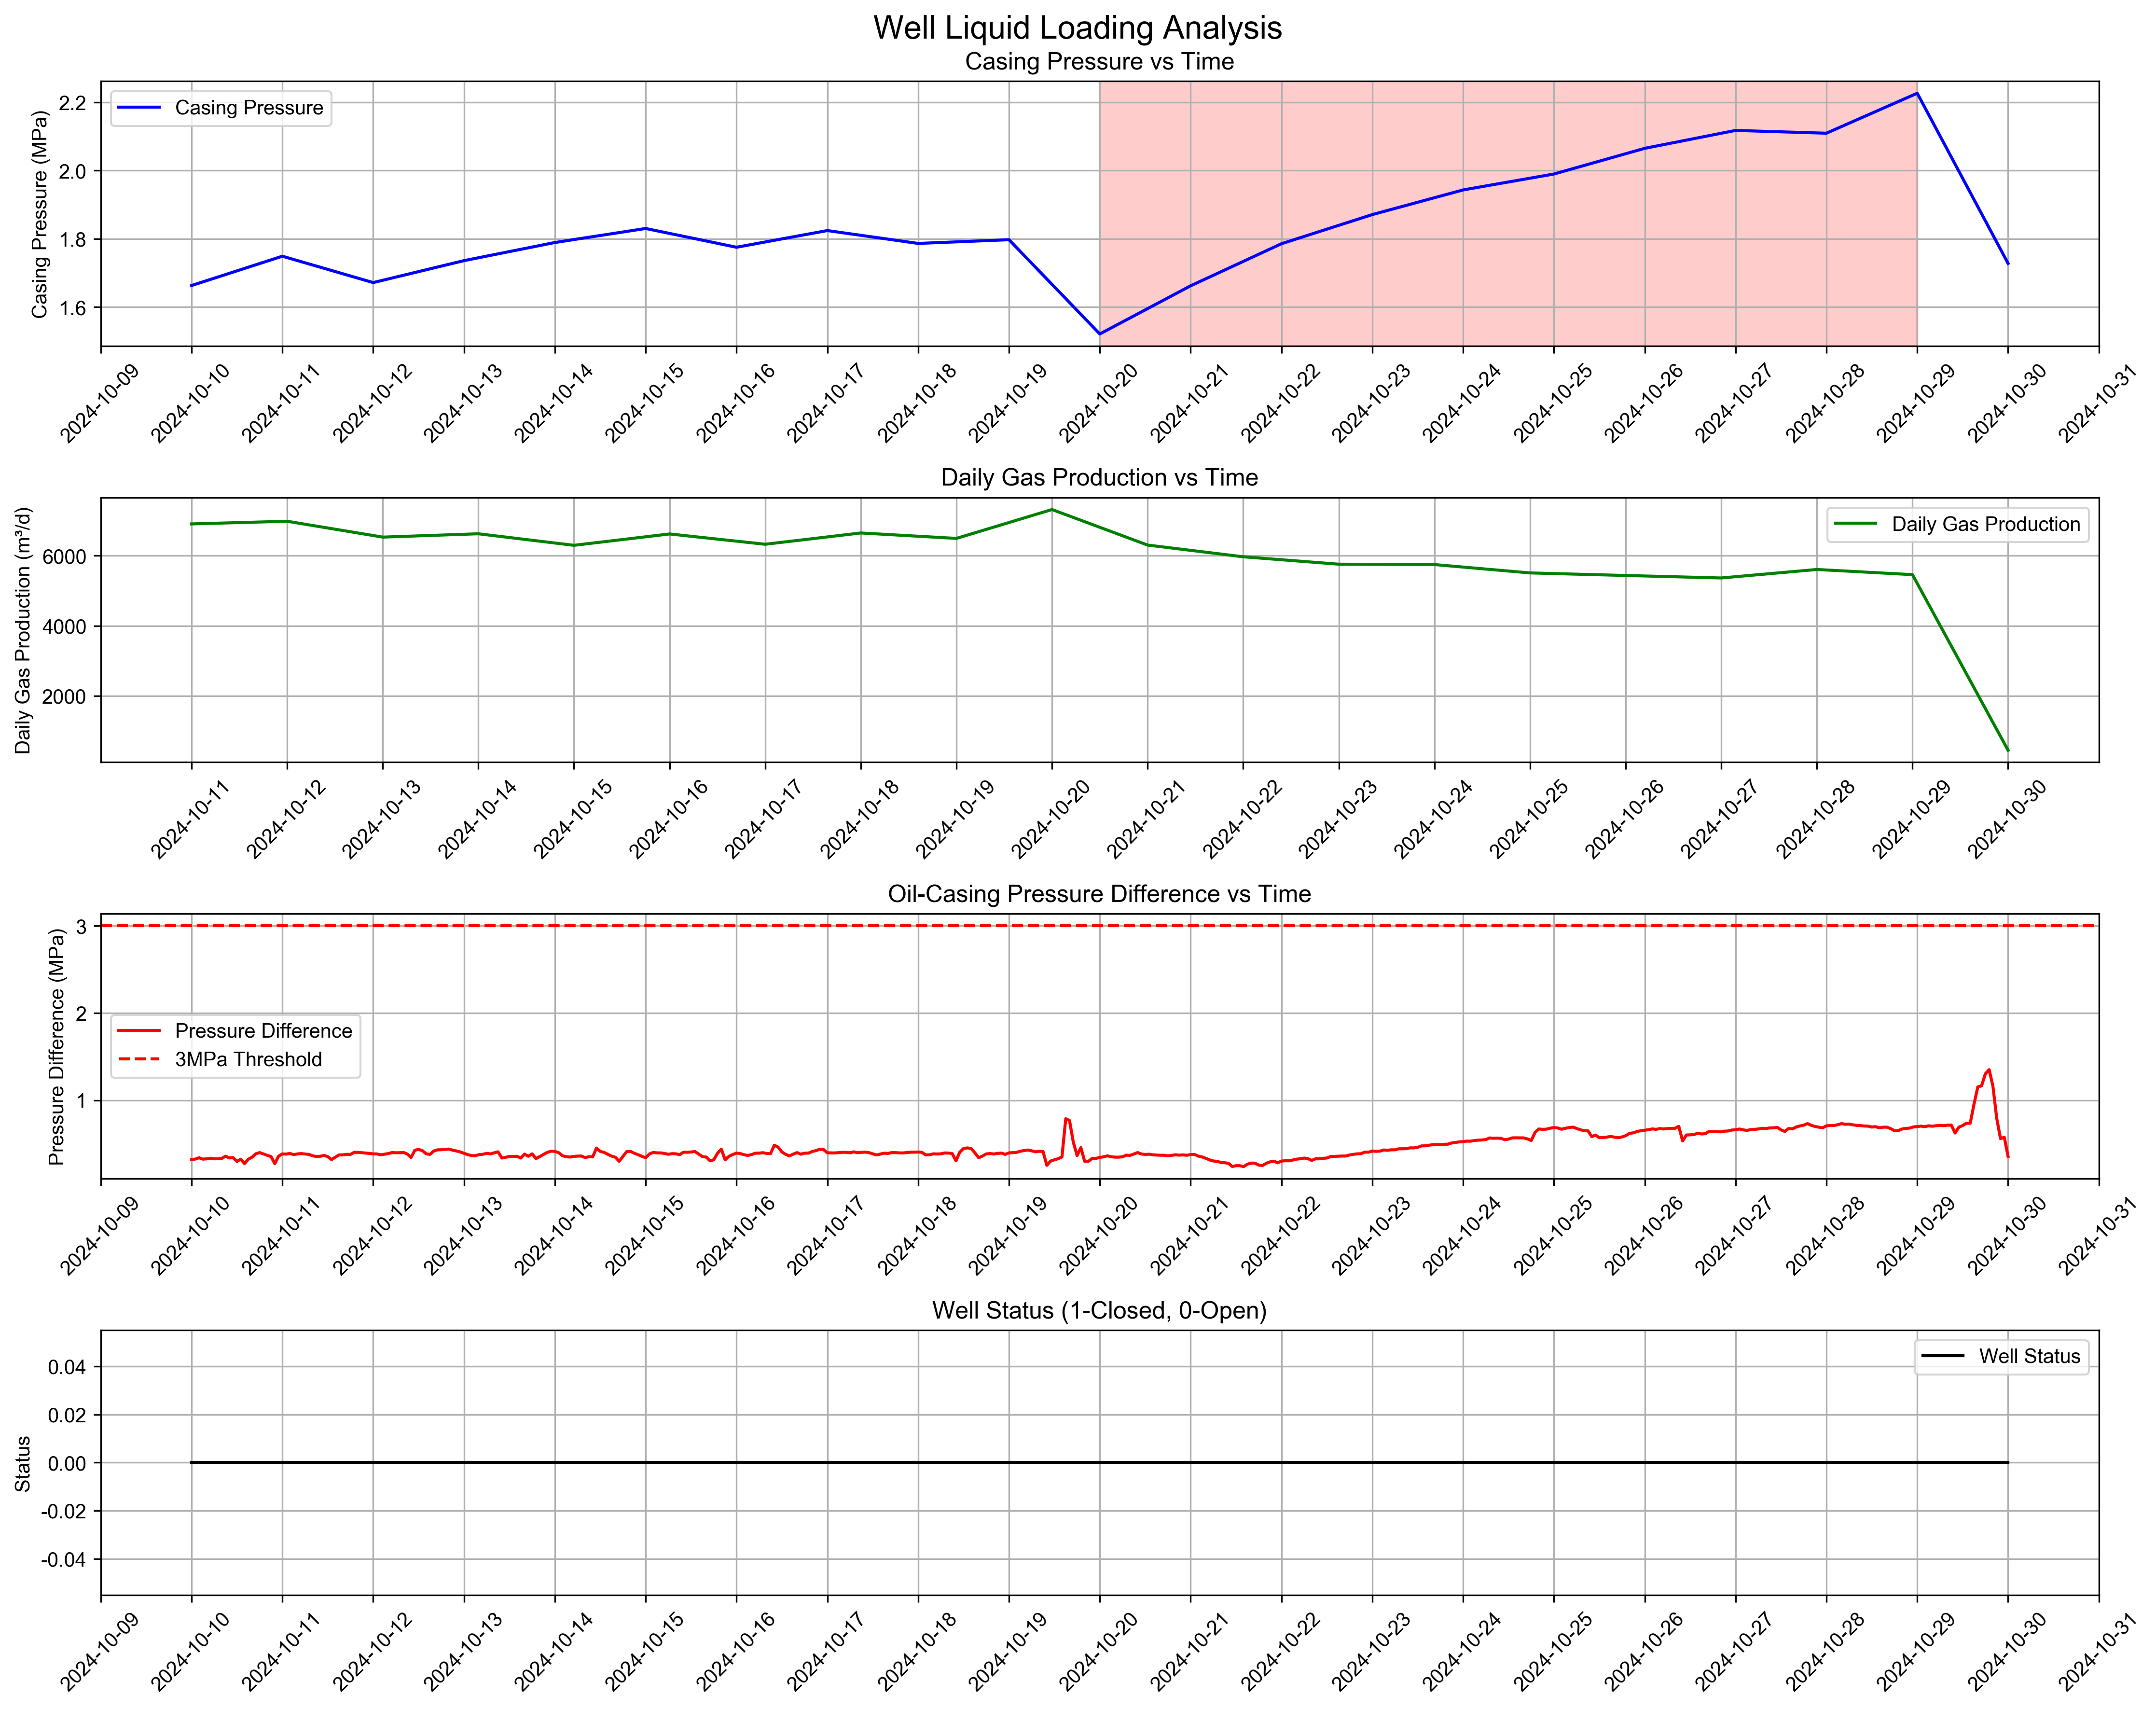 Well Liquid Loading Analysis
Casing Pressure vs Time
Casing Pressure
Casing Pressure (MPa)
2.2
2.0
1.8
1.6
2024-10-09 2024-10-10 2024-10-11 2024-10-12 2024-10-13 2024-10-14 2024-10-15 2024-10-16 2024-10-17 2024-10-18 2024-10-19 2024-10-20 2024-10-21 2024-10-22 2024-10-23 2024-10-24 2024-10-25 2024-10-26 2024-10-27 2024-10-28 2024-10-29 2024-10-30 2024-10-31
Daily Gas Production vs Time
Daily Gas Production
Daily Gas Production (m³/d)
6000
4000
2000
2024-10-11 2024-10-12 2024-10-13 2024-10-14 2024-10-15 2024-10-16 2024-10-17 2024-10-18 2024-10-19 2024-10-20 2024-10-21 2024-10-22 2024-10-23 2024-10-24 2024-10-25 2024-10-26 2024-10-27 2024-10-28 2024-10-29 2024-10-30
Oil-Casing Pressure Difference vs Time
Pressure Difference (MPa)
3
2
1
Pressure Difference
3MPa Threshold
2024-10-09 2024-10-10 2024-10-11 2024-10-12 2024-10-13 2024-10-14 2024-10-15 2024-10-16 2024-10-17 2024-10-18 2024-10-19 2024-10-20 2024-10-21 2024-10-22 2024-10-23 2024-10-24 2024-10-25 2024-10-26 2024-10-27 2024-10-28 2024-10-29 2024-10-30 2024-10-31
Well Status (1-Closed, 0-Open)
Well Status
Status
0.04
0.02
0.00
-0.02
-0.04
2024-10-09 2024-10-10 2024-10-11 2024-10-12 2024-10-13 2024-10-14 2024-10-15 2024-10-16 2024-10-17 2024-10-18 2024-10-19 2024-10-20 2024-10-21 2024-10-22 2024-10-23 2024-10-24 2024-10-25 2024-10-26 2024-10-27 2024-10-28 2024-10-29 2024-10-30 2024-10-31